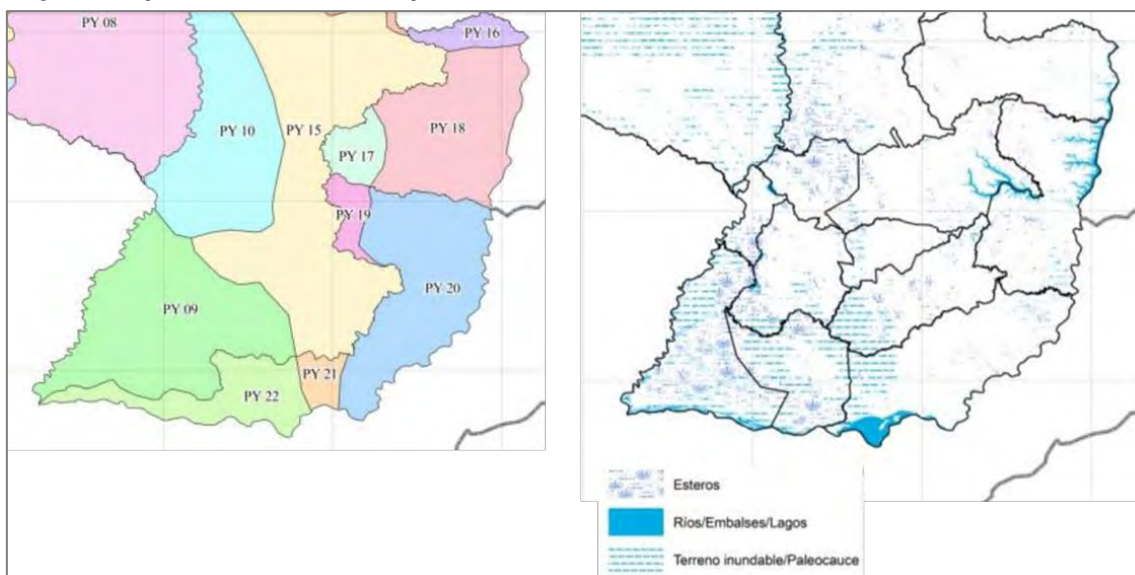 PY 08
PY 16
PY 10
PY 15
PY 18
PY 17
PY 19
PY 20
PY 09
PY 21
PY 22
Esteros
Ríos/Embalses/Lagos
Terreno inundable/Paleocauce